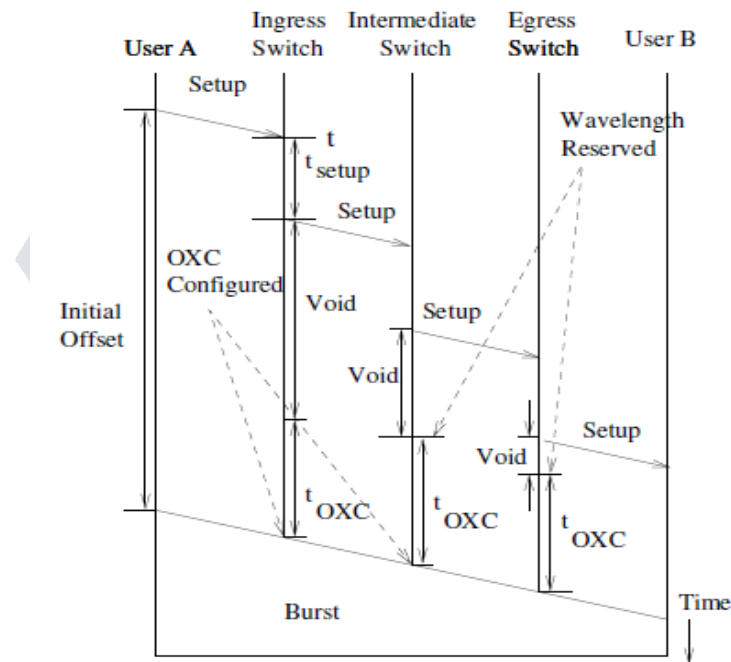 User A
Ingress
Switch
Intermediate
Switch
Egress
Switch
User B
Setup
t
t setup
Wavelength
Reserved
Setup
OXC
Configured
Void
Initial
Offset
Setup
Void
Setup
Void
t OXC
t OXC
t OXC
Burst
Time